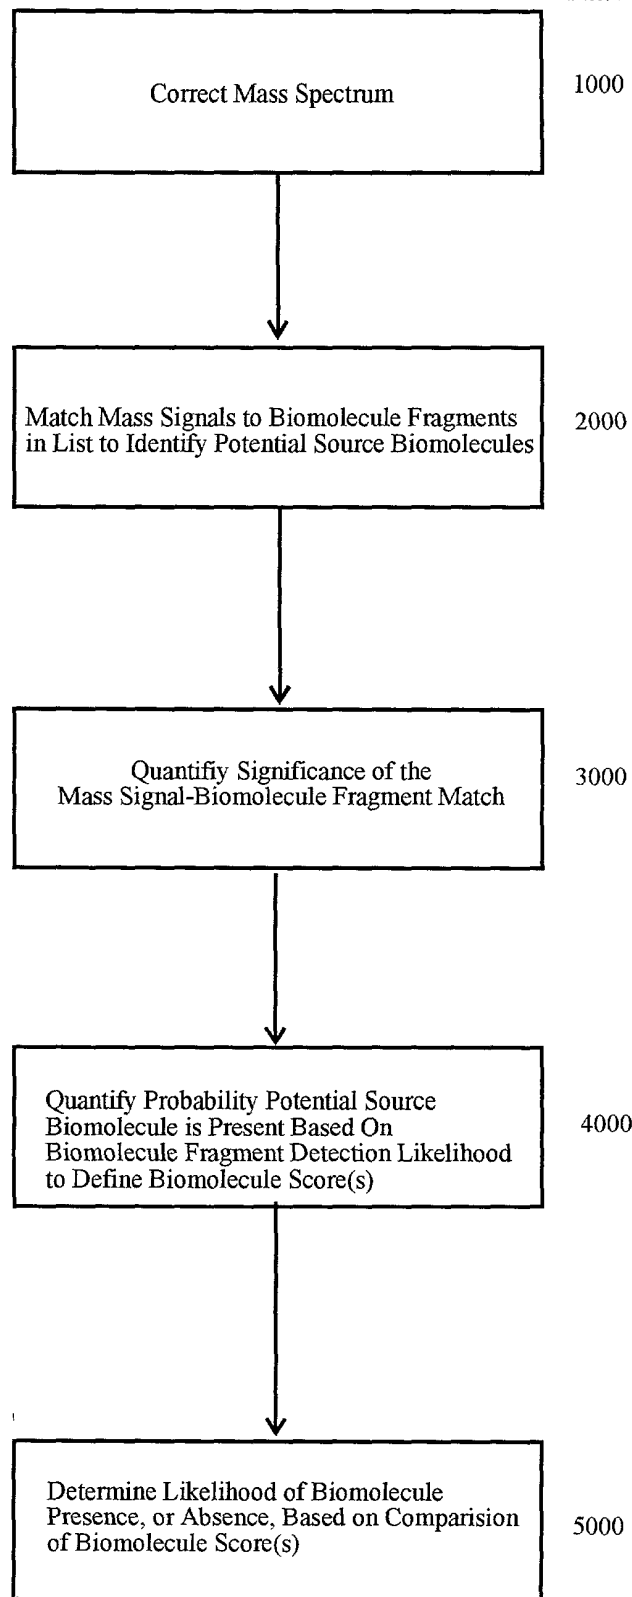 Correct Mass Spectrum
1000
Match Mass Signals to Biomolecule Fragments
in List to Identify Potential Source Biomolecules
2000
Quantifiy Significance of the
Mass Signal-Biomolecule Fragment Match
3000
Quantify Probability Potential Source
Biomolecule is Present Based On
Biomolecule Fragment Detection Likelihood
to Define Biomolecule Score(s)
4000
Determine Likelihood of Biomolecule
Presence, or Absence, Based on Comparision
of Biomolecule Score(s)
5000